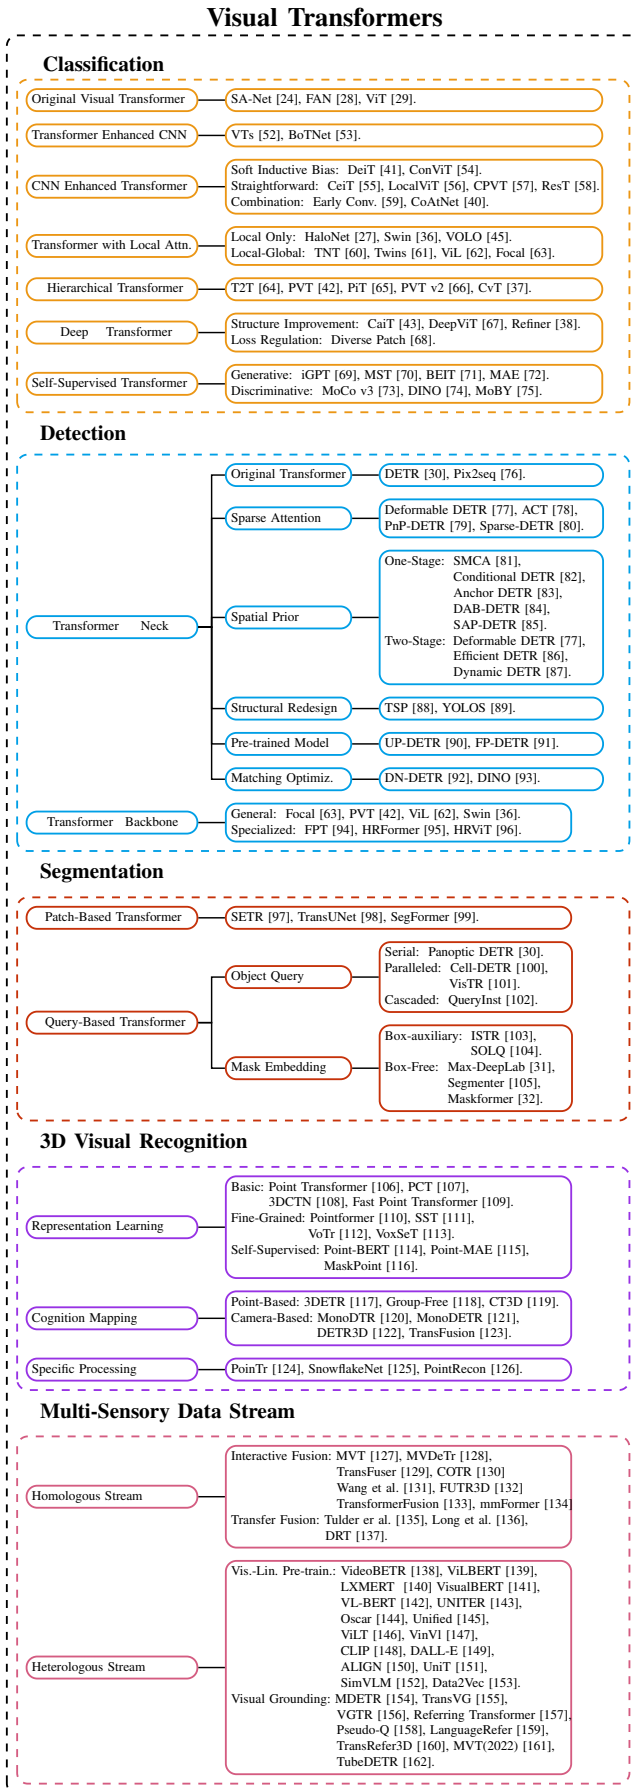 Visual Transformers
Classification
Original Visual Transformer
SA-Net [24], FAN [28], ViT [29].
Transformer Enhanced CNN
VTs [52], BoTNet [53].
CNN Enhanced Transformer
Soft Inductive Bias: DeiT [41], ConViT [54].
Straightforward: CeiT [55], LocalViT [56], CPVT [57], ResT [58].
Combination: Early Conv. [59], CoAtNet [40].
Transformer with Local Attn.
Local Only: HaloNet [27], Swin [36], VOLO [45].
Local-Global: TNT [60], Twins [61], ViL [62], Focal [63].
Hierarchical Transformer
T2T [64], PVT [42], PiT [65], PVT v2 [66], CvT [37].
Deep Transformer
Structure Improvement: CaiT [43], DeepViT [67], Refiner [38].
Loss Regulation: Diverse Patch [68].
Self-Supervised Transformer
Generative: iGPT [69], MST [70], BEIT [71], MAE [72].
Discriminative: MoCo v3 [73], DINO [74], MoBY [75].
Detection
Transformer Neck
Original Transformer
DETR [30], Pix2seq [76].
Sparse Attention
Deformable DETR [77], ACT [78],
PnP-DETR [79], Sparse-DETR [80].
Spatial Prior
One-Stage: SMCA [81],
Conditional DETR [82],
Anchor DETR [83],
DAB-DETR [84],
SAP-DETR [85].
Two-Stage: Deformable DETR [77],
Efficient DETR [86],
Dynamic DETR [87].
Structural Redesign
TSP [88], YOLOS [89].
Pre-trained Model
UP-DETR [90], FP-DETR [91].
Matching Optimiz.
DN-DETR [92], DINO [93].
Transformer Backbone
General: Focal [63], PVT [42], ViL [62], Swin [36].
Specialized: FPT [94], HRFormer [95], HRViT [96].
Segmentation
Patch-Based Transformer
SETR [97], TransUNet [98], SegFormer [99].
Query-Based Transformer
Object Query
Serial: Panoptic DETR [30].
Paralleled: Cell-DETR [100],
VisTR [101].
Cascaded: QueryInst [102].
Mask Embedding
Box-auxiliary: ISTR [103],
SOLQ [104].
Box-Free: Max-DeepLab [31],
Segmenter [105],
Maskformer [32].
3D Visual Recognition
Representation Learning
Basic: Point Transformer [106], PCT [107],
3DCTN [108], Fast Point Transformer [109].
Fine-Grained: Pointformer [110], SST [111],
VoTr [112], VoxSeT [113].
Self-Supervised: Point-BERT [114], Point-MAE [115],
MaskPoint [116].
Cognition Mapping
Point-Based: 3DETR [117], Group-Free [118], CT3D [119].
Camera-Based: MonoDTR [120], MonoDETR [121],
DETR3D [122], TransFusion [123].
Specific Processing
PoinTr [124], SnowflakeNet [125], PointRecon [126].
Multi-Sensory Data Stream
Homologous Stream
Interactive Fusion: MVT [127], MVDeTr [128],
TransFuser [129], COTR [130]
Wang et al. [131], FUTR3D [132]
TransformerFusion [133], mmFormer [134]
Transfer Fusion: Tulder er al. [135], Long et al. [136],
DRT [137].
Heterologous Stream
Vis.-Lin. Pre-train.: VideoBETR [138], ViLBERT [139],
LXMERT [140] VisualBERT [141],
VL-BERT [142], UNITER [143],
Oscar [144], Unified [145],
ViLT [146], VinVl [147],
CLIP [148], DALL-E [149],
ALIGN [150], UniT [151],
SimVLM [152], Data2Vec [153].
Visual Grounding: MDETR [154], TransVG [155],
VGTR [156], Referring Transformer [157],
Pseudo-Q [158], LanguageRefer [159],
TransRefer3D [160], MVT(2022) [161],
TubeDETR [162].